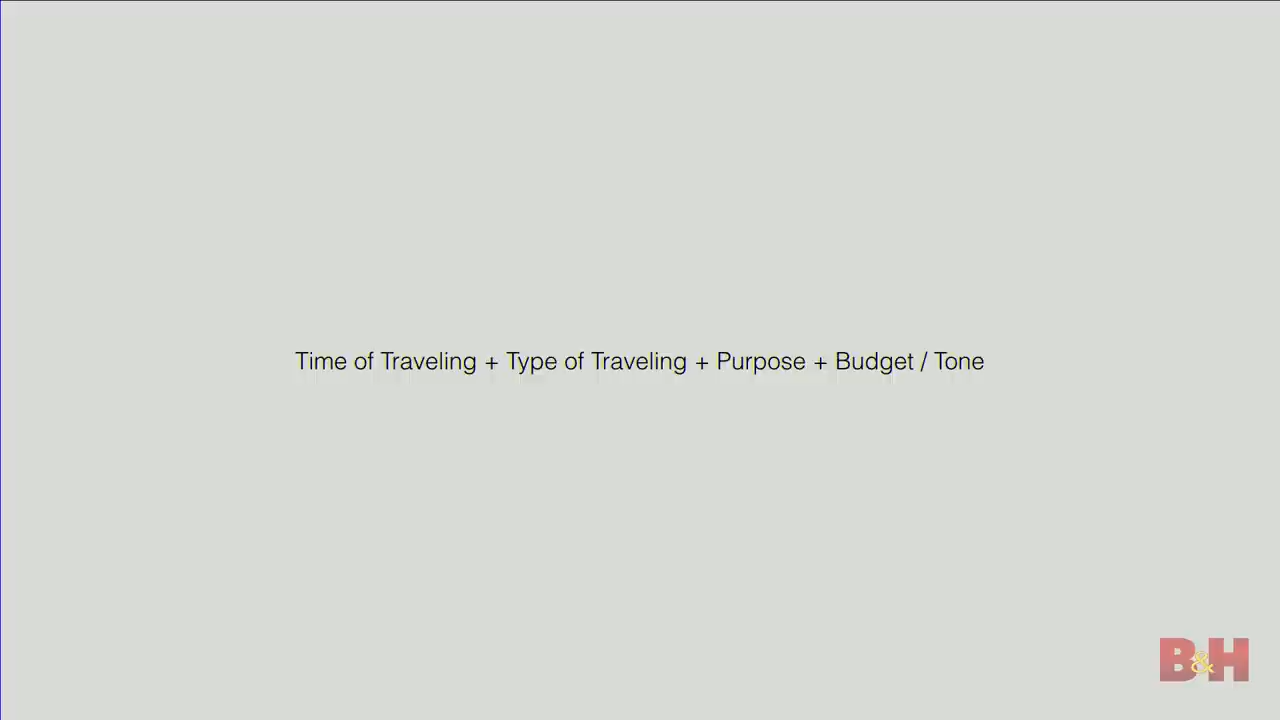 Time of Traveling + Type of Traveling + Purpose + Budget / Tone
B&H